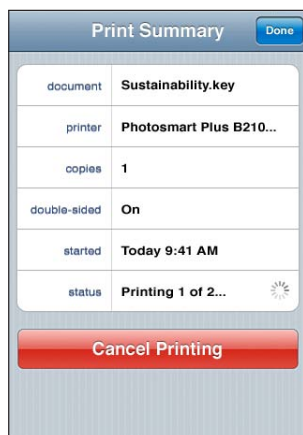 Print Summary Done
document Sustainability.key
printer Photosmart Plus B210...
copies 1
double-sided On
started Today 9:41 AM
status Printing 1 of 2...
Cancel Printing